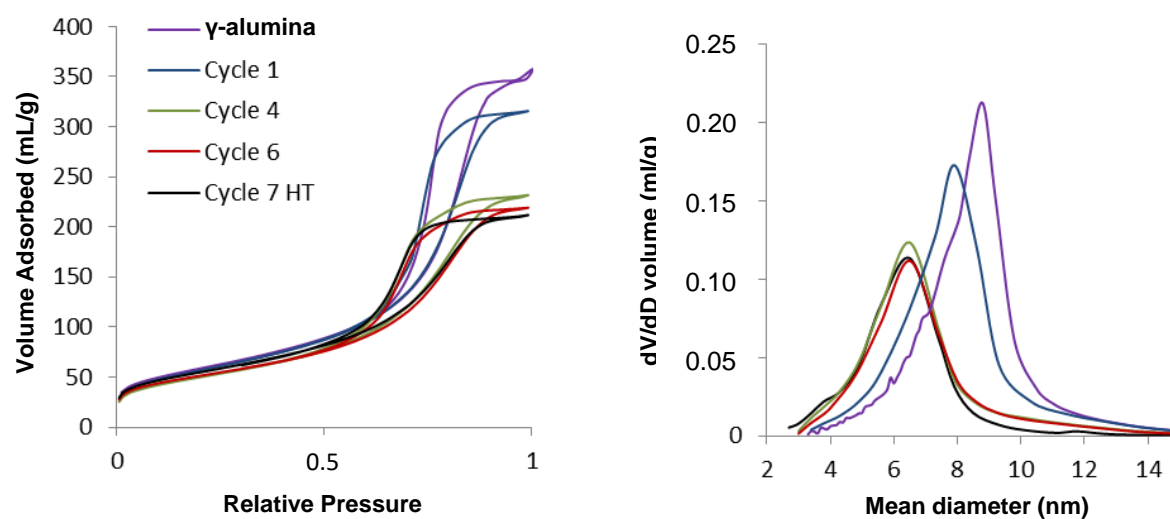 Volume Adsorbed (mL/g)
400
350
300
250
200
150
100
50
0
γ-alumina
Cycle 1
Cycle 4
Cycle 6
Cycle 7 HT
0
0.5
1
Relative Pressure
dV/dD volume (ml/g)
0.25
0.20
0.15
0.10
0.05
0
2
4
6
8
10
12
14
Mean diameter (nm)